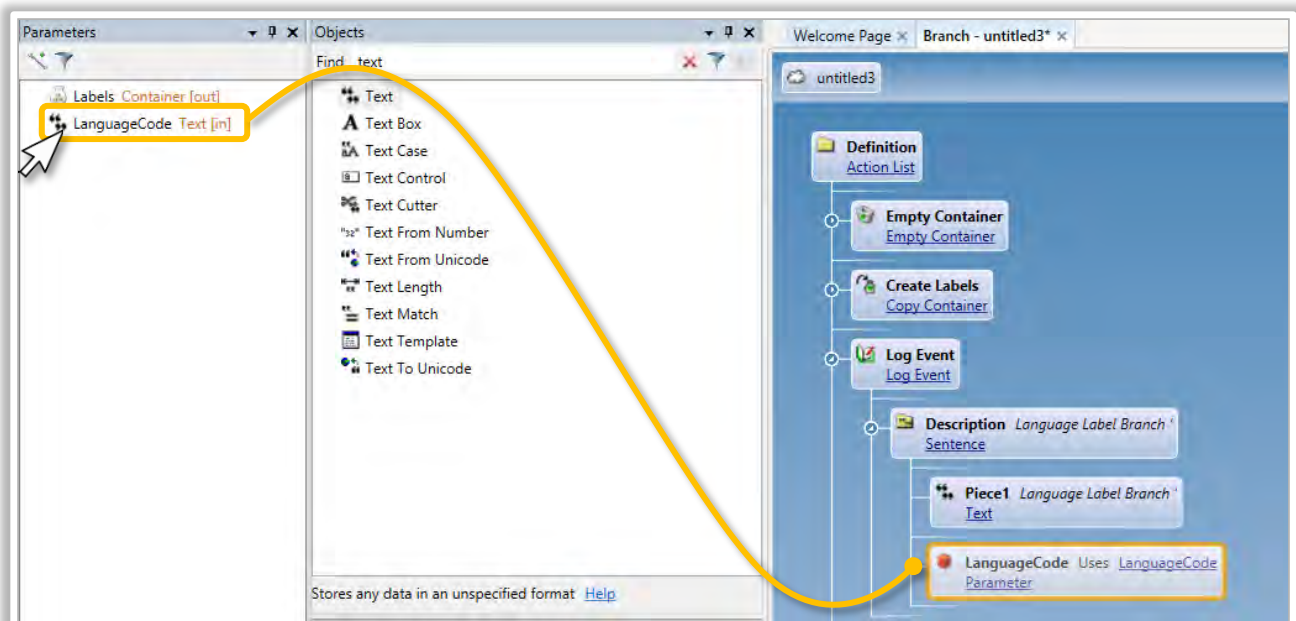 Parameters
Labels Container [out]
LanguageCode Text [in]
Objects
Find text
Text
Text Box
Text Case
Text Control
Text Cutter
Text From Number
Text From Unicode
Text Length
Text Match
Text Template
Text To Unicode
Stores any data in an unspecified format Help
Welcome Page Branch - untitled3*
untitled3
Definition
Action List
Empty Container
Empty Container
Create Labels
Copy Container
Log Event
Log Event
Description Language Label Branch '
Sentence
Piece1 Language Label Branch '
Text
LanguageCode Uses LanguageCode
Parameter